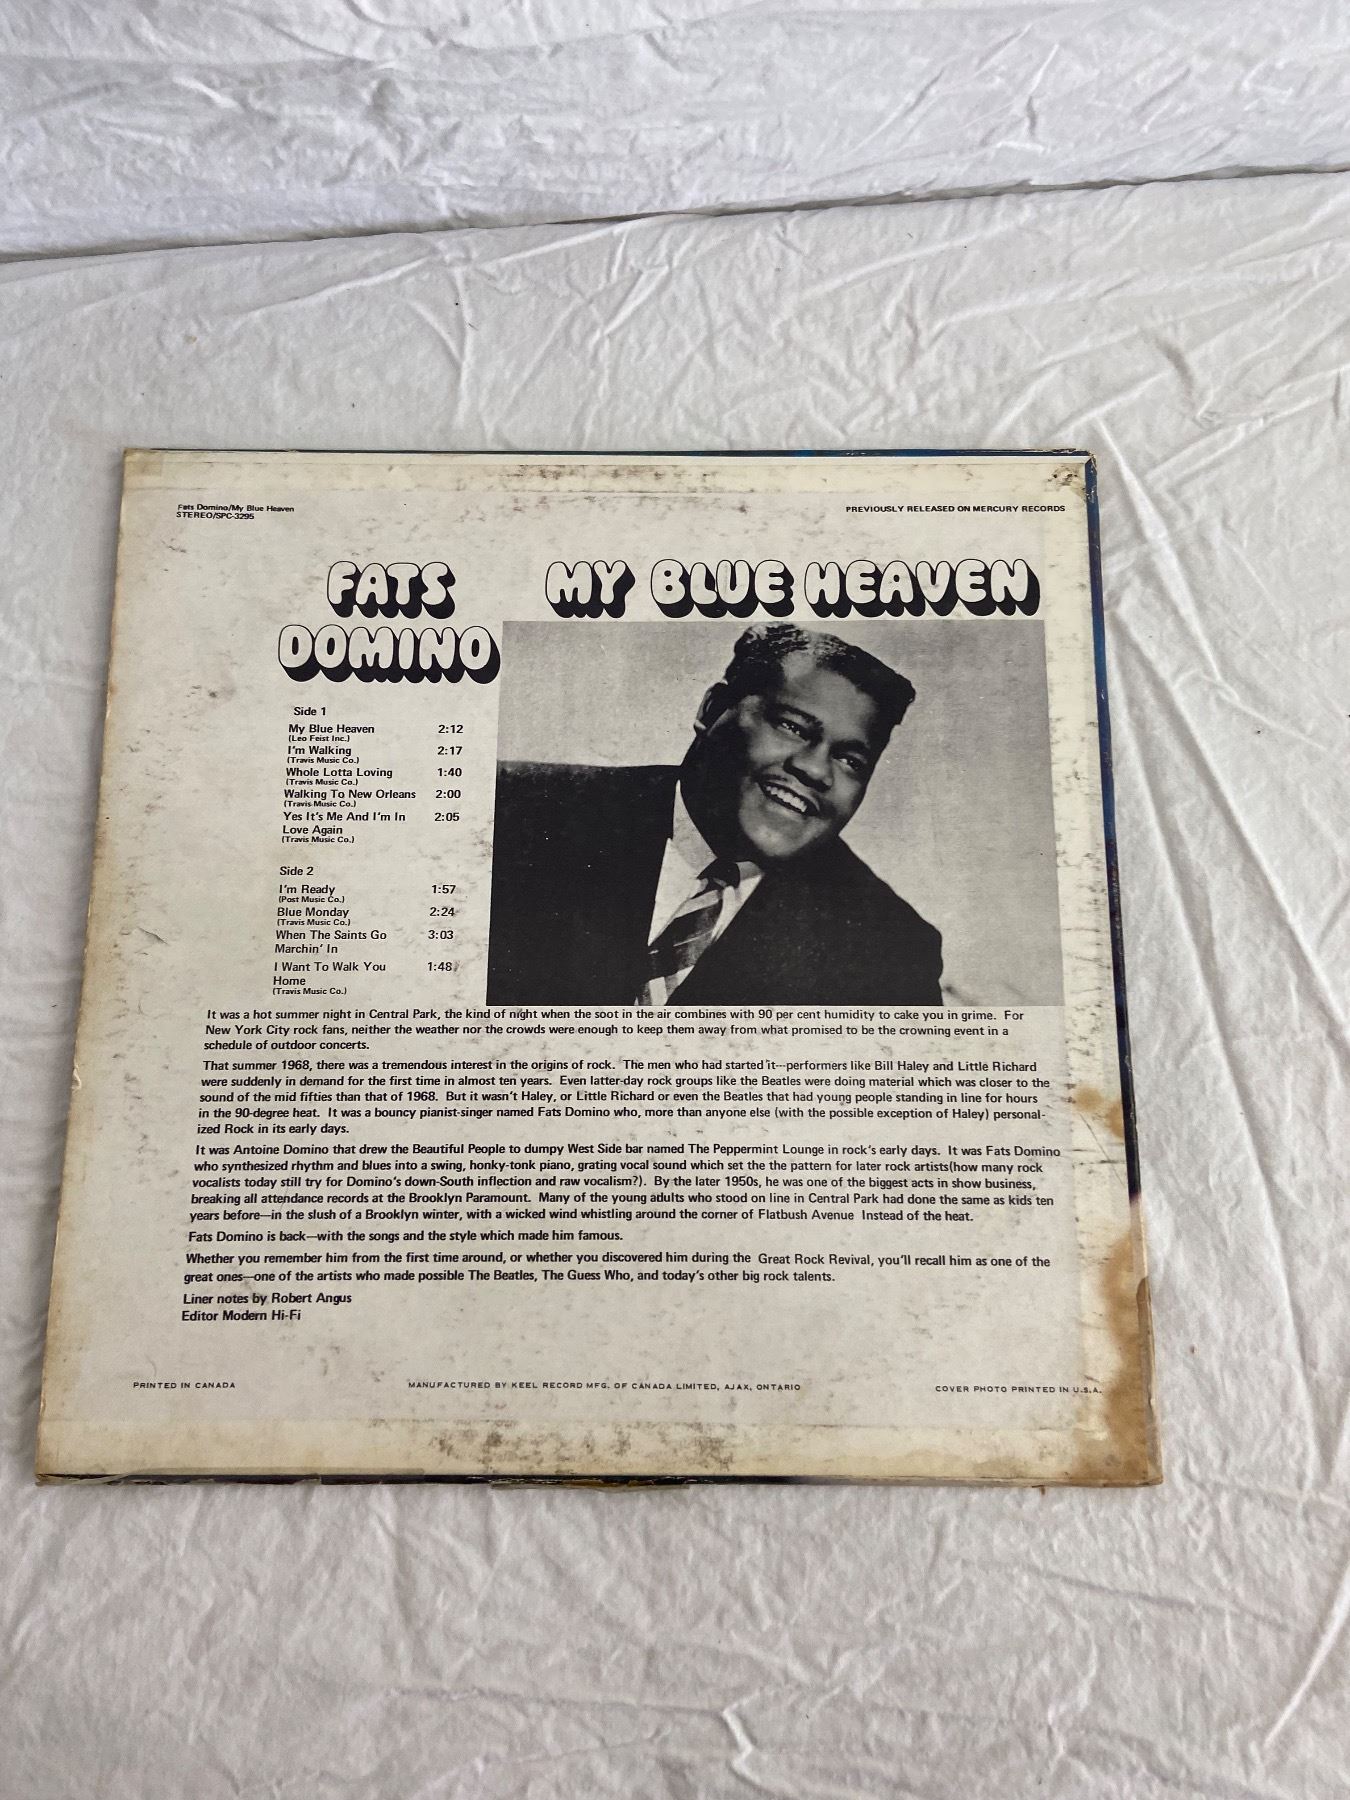 Fats Domino/My Blue Heaven
STEREO/SPC-3295
PREVIOUSLY RELEASED ON MERCURY RECORDS
FATS
DOMINO
MY BLUE HEAVEN
Side 1
My Blue Heaven 2:12
(Leo Feist Inc.)
I'm Walking 2:17
(Travis Music Co.)
Whole Lotta Loving 1:40
(Travis Music Co.)
Walking To New Orleans 2:00
(Travis Music Co.)
Yes It's Me And I'm In 2:05
Love Again
(Travis Music Co.)
Side 2
I'm Ready 1:57
(Post Music Co.)
Blue Monday 2:24
(Travis Music Co.)
When The Saints Go 3:03
Marchin' In
I Want To Walk You 1:48
Home
(Travis Music Co.)
It was a hot summer night in Central Park, the kind of night when the soot in the air combines with 90 per cent humidity to cake you in grime. For
New York City rock fans, neither the weather nor the crowds were enough to keep them away from what promised to be the crowning event in a
schedule of outdoor concerts.
That summer 1968, there was a tremendous interest in the origins of rock. The men who had started it---performers like Bill Haley and Little Richard
were suddenly in demand for the first time in almost ten years. Even latter-day rock groups like the Beatles were doing material which was closer to the
sound of the mid fifties than that of 1968. But it wasn't Haley, or Little Richard or even the Beatles that had young people standing in line for hours
in the 90-degree heat. It was a bouncy pianist-singer named Fats Domino who, more than anyone else (with the possible exception of Haley) personal-
ized Rock in its early days.
It was Antoine Domino that drew the Beautiful People to dumpy West Side bar named The Peppermint Lounge in rock's early days. It was Fats Domino
who synthesized rhythm and blues into a swing, honky-tonk piano, grating vocal sound which set the the pattern for later rock artists(how many rock
vocalists today still try for Domino's down-South inflection and raw vocalism?). By the later 1950s, he was one of the biggest acts in show business,
breaking all attendance records at the Brooklyn Paramount. Many of the young adults who stood on line in Central Park had done the same as kids ten
years before—in the slush of a Brooklyn winter, with a wicked wind whistling around the corner of Flatbush Avenue Instead of the heat.
Fats Domino is back—with the songs and the style which made him famous.
Whether you remember him from the first time around, or whether you discovered him during the Great Rock Revival, you'll recall him as one of the
great ones—one of the artists who made possible The Beatles, The Guess Who, and today's other big rock talents.
Liner notes by Robert Angus
Editor Modern Hi-Fi
PRINTED IN CANADA
MANUFACTURED BY KEEL RECORD MFG. OF CANADA LIMITED, AJAX, ONTARIO
COVER PHOTO PRINTED IN U.S.A.